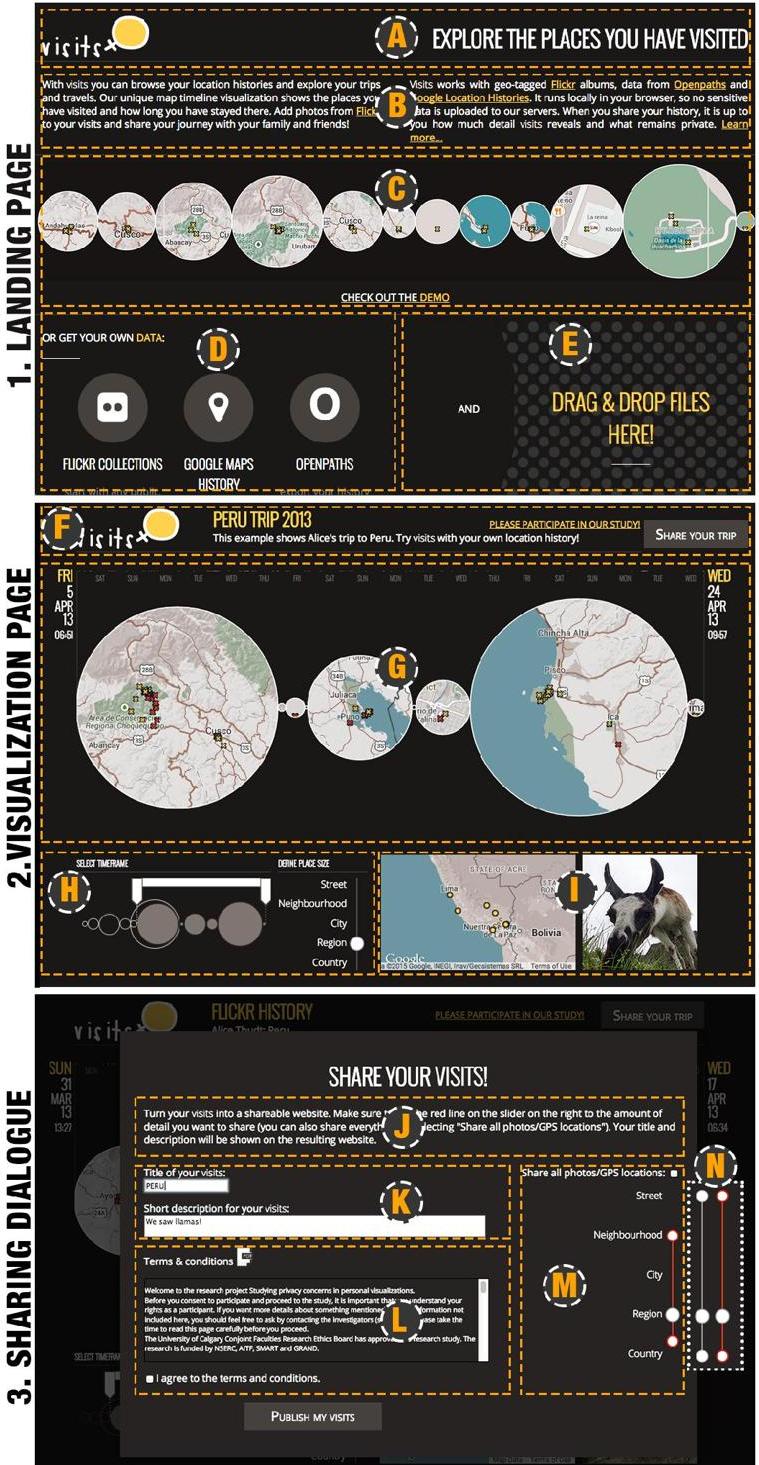 1. LANDING PAGE
visits
A
EXPLORE THE PLACES YOU HAVE VISITED
With visits you can browse your location histories and explore your trips
and travels. Our unique map timeline visualization shows the places you
have visited and how long you have stayed there. Add photos from Flickr
to your visits and share your journey with your family and friends!
B
Visits works with geo-tagged Flickr albums, data from Openpaths and
Google Location Histories. It runs locally in your browser, so no sensitive
data is uploaded to our servers. When you share your history, it is up to
you how much detail visits reveals and what remains private. Learn
more...
C
Cusco
28B
Abancay
3S
28B
Urubam
Cusco
La reina
Kibool
CHECK OUT THE DEMO
OR GET YOUR OWN DATA:
D
FLICKR COLLECTIONS
GOOGLE MAPS
HISTORY
O
OPENPATHS
E
AND
DRAG & DROP FILES
HERE!
2.VISUALIZATION PAGE
F
visits
PERU TRIP 2013
This example shows Alice's trip to Peru. Try visits with your own location history!
PLEASE PARTICIPATE IN OUR STUDY!
SHARE YOUR TRIP
FRI
5
APR
13
06:51
SAT SUN MON TUE WED THU FRI SAT SUN MON TUE WED THU FRI SAT SUN MON TUE WED
WED
24
APR
13
09:57
G
28B
Abancay
Cusco
3S
34B
Juliaca
Puno
3S
Chincha Alta
Pisco
1S
Ica
1S
H
SELECT TIMEFRAME
DEFINE PLACE SIZE
Street
Neighbourhood
City
Region
Country
I
STATE OF ACRE
Lima
Nuestra
de La Paz
Bolivia
Google
©2015 Google, INEGI, Inav/Geosistemas SRL
Terms of Use
3. SHARING DIALOGUE
visits
FLICKR HISTORY
Alice Thudt: Peru
PLEASE PARTICIPATE IN OUR STUDY!
SHARE YOUR TRIP
SUN
31
MAR
13
13:27
WED
17
APR
13
06:34
SHARE YOUR VISITS!
Turn your visits into a shareable website. Make sure t e red line on the slider on the right to the amount of
detail you want to share (you can also share everyth lecting "Share all photos/GPS locations"). Your title and
description will be shown on the resulting website.
J
Title of your visits:
PERU
Short description for your visits:
We saw llamas!
K
Terms & conditions
Welcome to the research project Studying privacy concerns in personal visualizations.
Before you consent to participate and proceed to the study, it is important that understand your
rights as a participant. If you want more details about something mentione formation not
included here, you should feel free to ask by contacting the investigators (s ase take the
time to read this page carefully before you proceed.
The University of Calgary Conjoint Faculties Research Ethics Board has approv research study. The
research is funded by NSERC, AITF, SMART and GRAND.
L
I agree to the terms and conditions.
PUBLISH MY VISITS
Share all photos/GPS locations:
M
N
Street
Neighbourhood
City
Region
Country